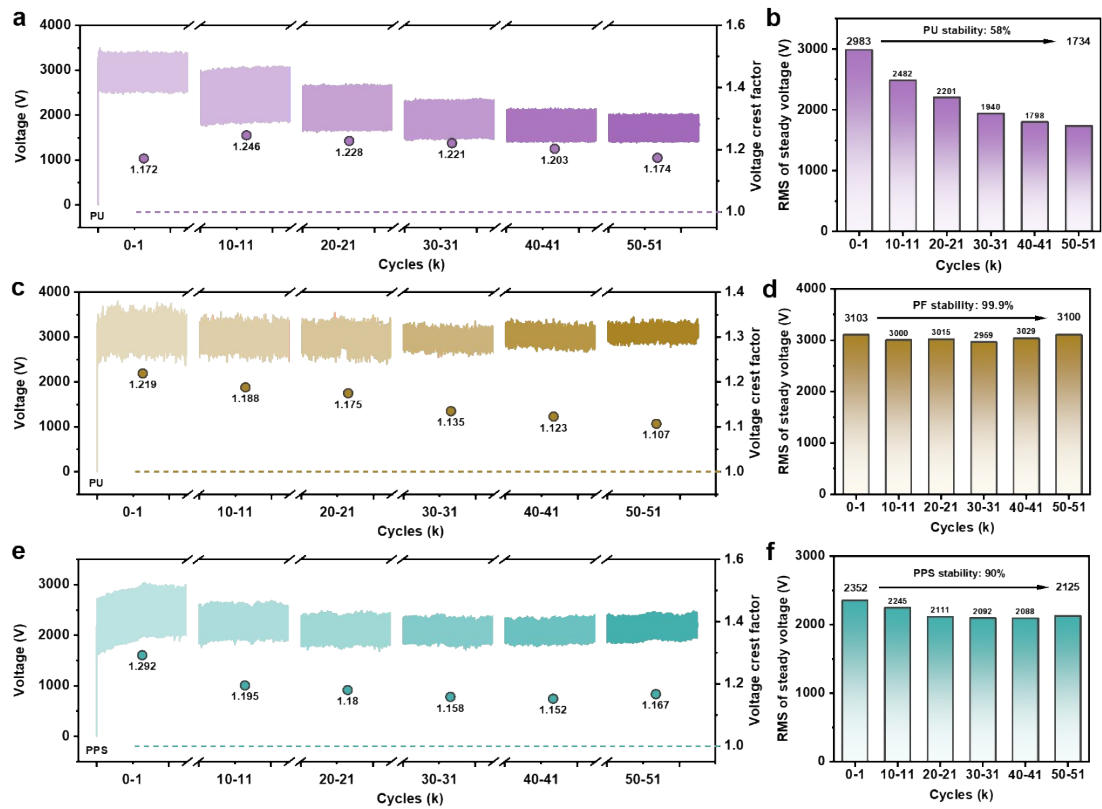 a
Voltage (V)
4000
3000
2000
1000
0
1.172
1.246
1.228
1.221
1.203
1.174
PU
1.6
1.4
1.2
1.0
Voltage crest factor
0-1 10-11 20-21 30-31 40-41 50-51
Cycles (k)
b
RMS of steady voltage (V)
3000
2000
1000
0
PU stability: 58%
2983 1734
2482
2201
1940
1798
0-1 10-11 20-21 30-31 40-41 50-51
Cycles (k)
c
Voltage (V)
4000
3000
2000
1000
0
1.219
1.188
1.175
1.135
1.123
1.107
PU
1.4
1.3
1.2
1.1
1.0
Voltage crest factor
0-1 10-11 20-21 30-31 40-41 50-51
Cycles (k)
d
RMS of steady voltage (V)
4000
3000
2000
1000
0
PF stability: 99.9%
3103 3100
3000 3015 2959 3029
0-1 10-11 20-21 30-31 40-41 50-51
Cycles (k)
e
Voltage (V)
3000
2000
1000
0
1.292
1.195
1.18
1.158
1.152
1.167
PPS
1.6
1.4
1.2
1.0
Voltage crest factor
0-1 10-11 20-21 30-31 40-41 50-51
Cycles (k)
f
RMS of steady voltage (V)
3000
2000
1000
0
PPS stability: 90%
2352 2125
2245
2111 2092 2088
0-1 10-11 20-21 30-31 40-41 50-51
Cycles (k)